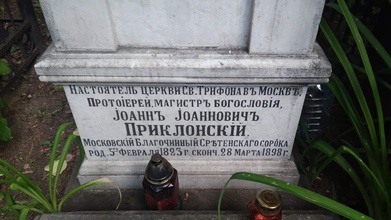 Настоятель церкви Св. Трифона въ Москвѣ,
Протоіерей, магистръ богословія,
Іоаннъ Іоанновичъ
Приклонскій.
Московскій Благочинный Срѣтенскаго сорока.
род. 5го Февраля 1823 г. сконч. 28 Марта 1898 г.